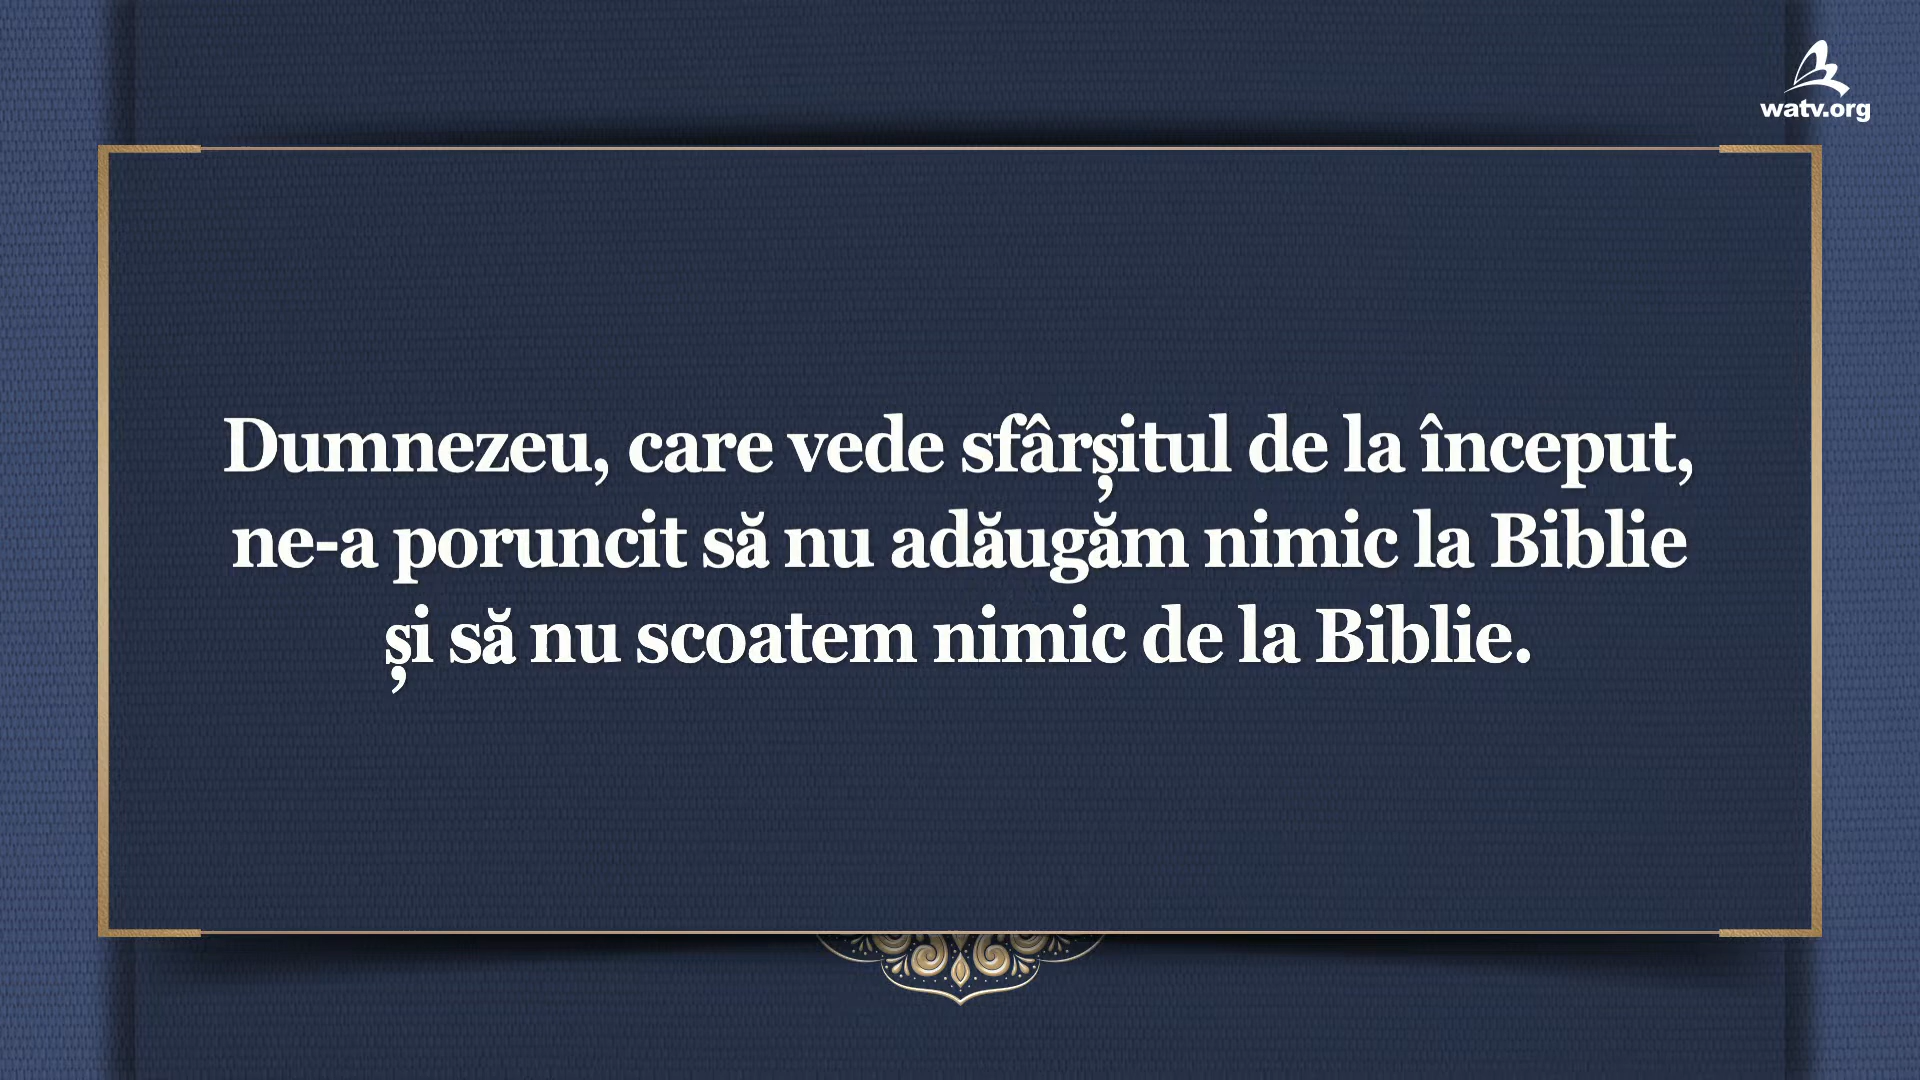 watv.org
Dumnezeu, care vede sfârșitul de la început,
ne-a poruncit să nu adăugăm nimic la Biblie
și să nu scoatem nimic de la Biblie.